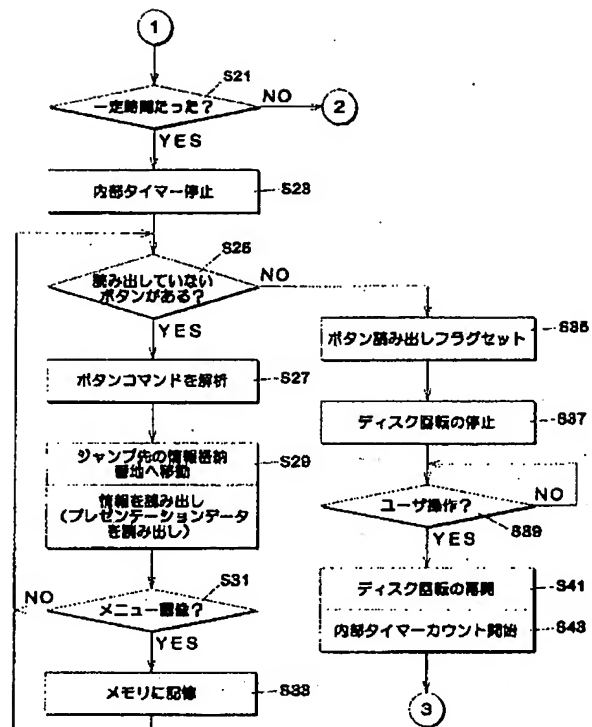 1
S21
一定時間たった?
NO
2
YES
内部タイマー停止
S23
S25
読み出していない
ボタンがある?
NO
YES
ボタンコマンドを解析
S27
ジャンプ先の情報格納
番地へ移動
S29
情報を読み出し
(プレゼンテーションデータ
を読み出し)
S31
NO
メニュー画像?
YES
メモリに記憶
S33
ボタン読み出しフラグセット
S35
ディスク回転の停止
S37
ユーザ操作?
NO
S39
YES
ディスク回転の再開
S41
内部タイマーカウント開始
S43
3